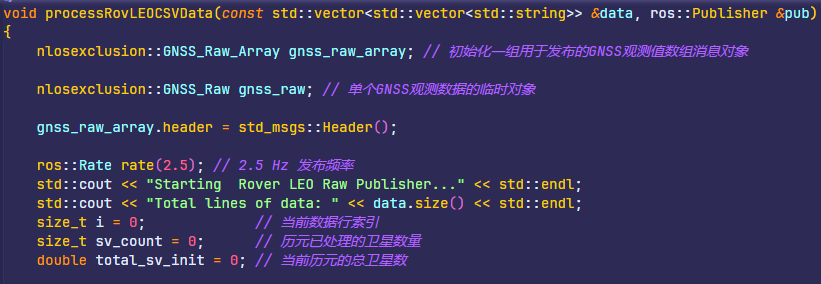 void processRovLEOCSVData(const std::vector<std::vector<std::string>> &data, ros::Publisher &pub)
{
    nlosexclusion::GNSS_Raw_Array gnss_raw_array; // 初始化一组用于发布的GNSS观测值数组消息对象
    nlosexclusion::GNSS_Raw gnss_raw; // 单个GNSS观测数据的临时对象
    gnss_raw_array.header = std_msgs::Header();
    ros::Rate rate(2.5); // 2.5 Hz 发布频率
    std::cout << "Starting  Rover LEO Raw Publisher..." << std::endl;
    std::cout << "Total lines of data: " << data.size() << std::endl;
    size_t i = 0;              // 当前数据行索引
    size_t sv_count = 0;       // 历元已处理的卫星数量
    double total_sv_init = 0; // 当前历元的总卫星数